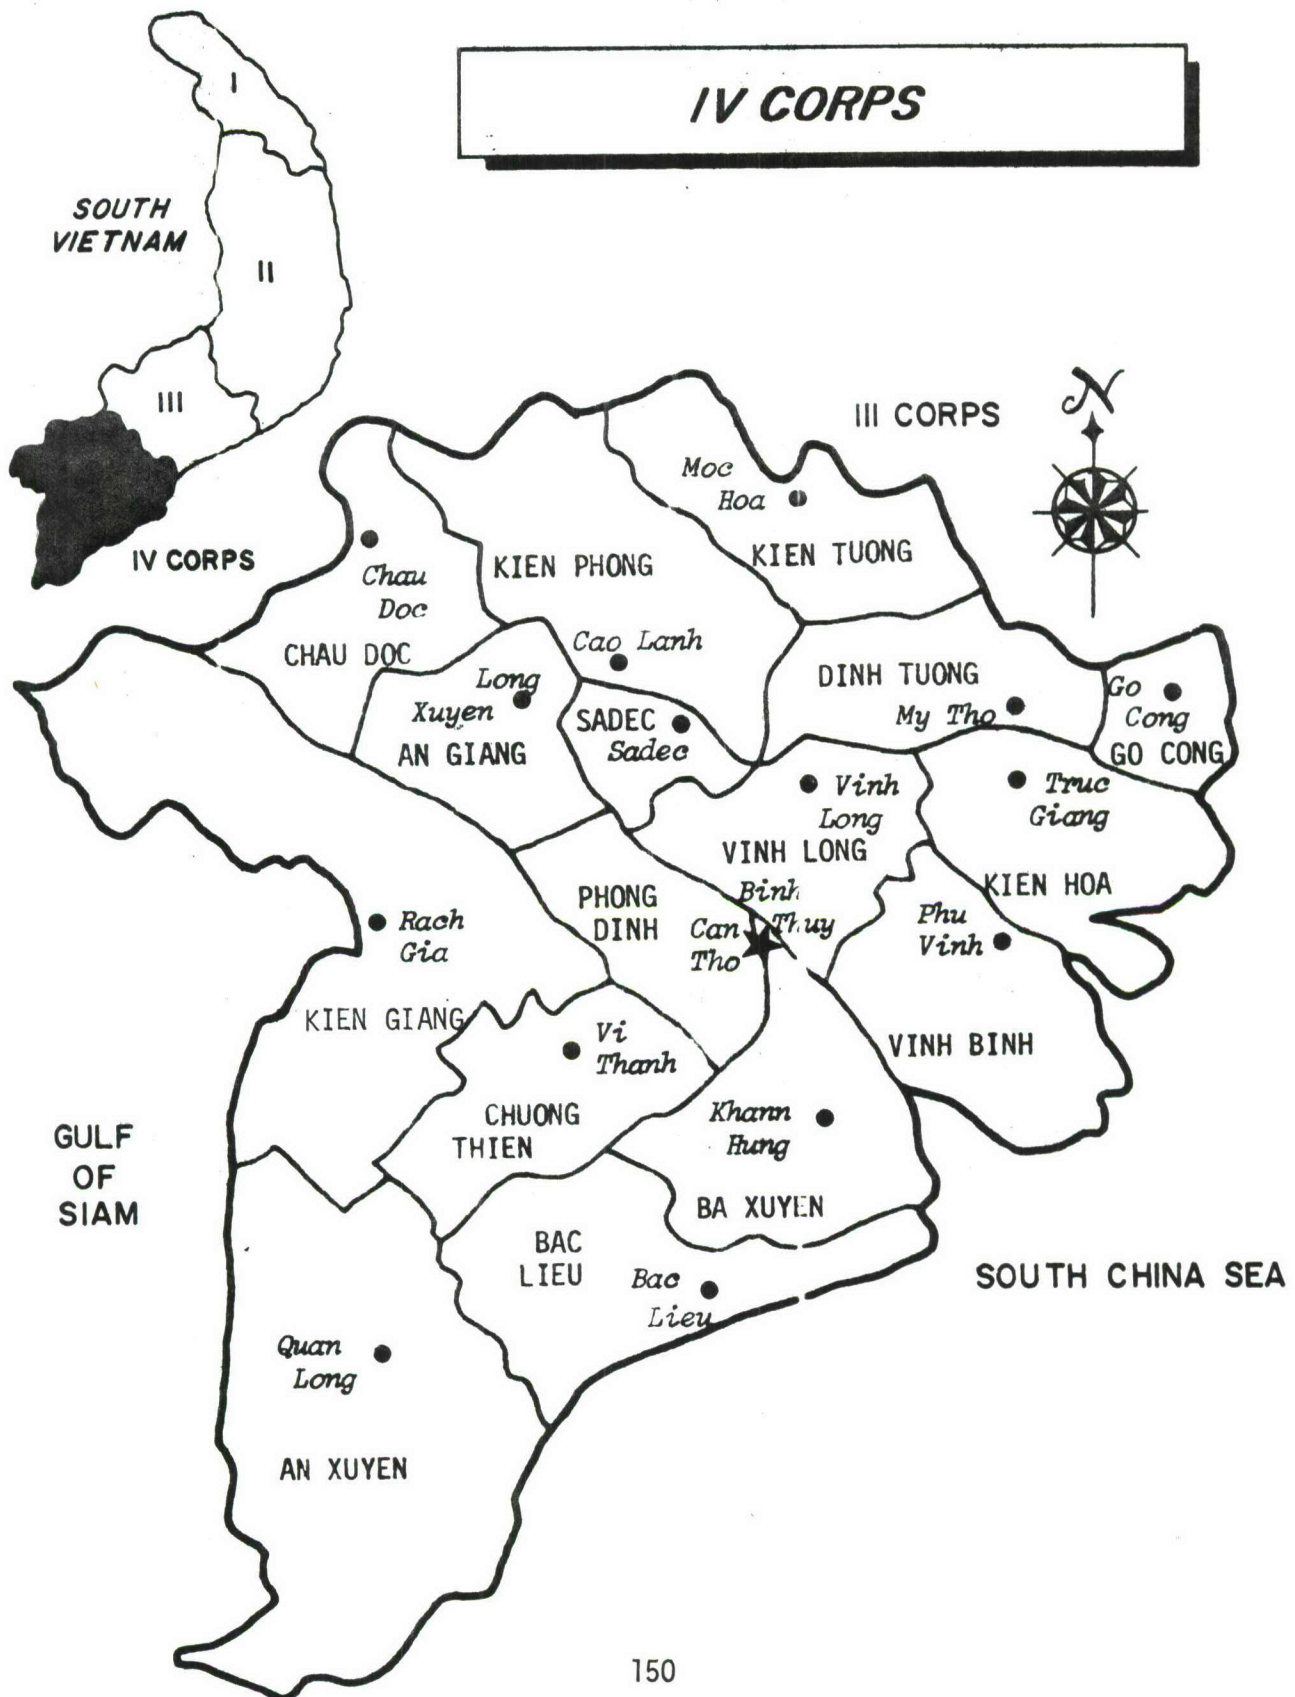 IV CORPS
I
SOUTH
VIETNAM
II
III
IV CORPS
III CORPS
N
Moc
Hoa
KIEN TUONG
KIEN PHONG
Chau
Doc
CHAU DOC
Cao Lanh
Long
Xuyen
AN GIANG
SADEC
Sadec
DINH TUONG
My Tho
Go
Cong
GO CONG
Vinh
Long
VINH LONG
Truc
Giang
KIEN HOA
PHONG
DINH
Binh
Thuy
Can
Tho
Phu
Vinh
VINH BINH
Rach
Gia
KIEN GIANG
Vi
Thanh
CHUONG
THIEN
Khann
Hung
BA XUYEN
GULF
OF
SIAM
BAC
LIEU
Bac
Lieu
SOUTH CHINA SEA
Quan
Long
AN XUYEN
150